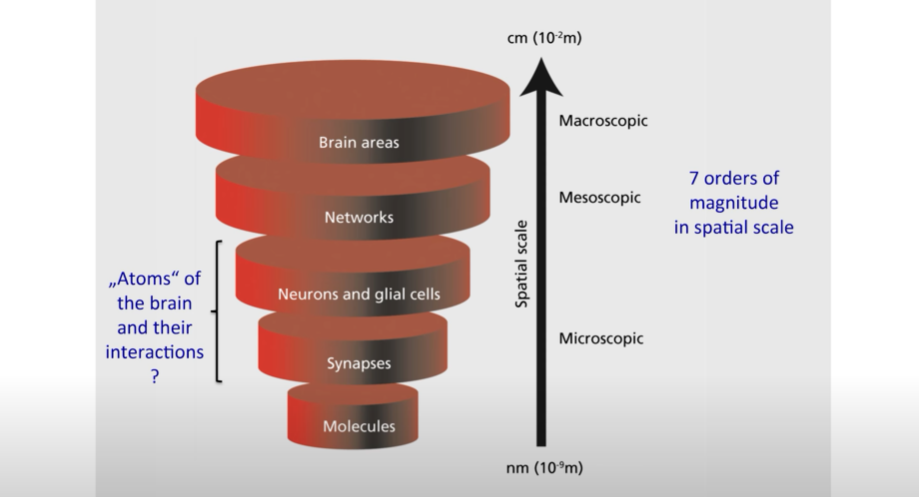 cm (10⁻²m)
Brain areas
Macroscopic
Networks
Mesoscopic
7 orders of
magnitude
in spatial scale
Spatial scale
„Atoms“ of
the brain
and their
interactions
?
Neurons and glial cells
Synapses
Microscopic
Molecules
nm (10⁻⁹m)